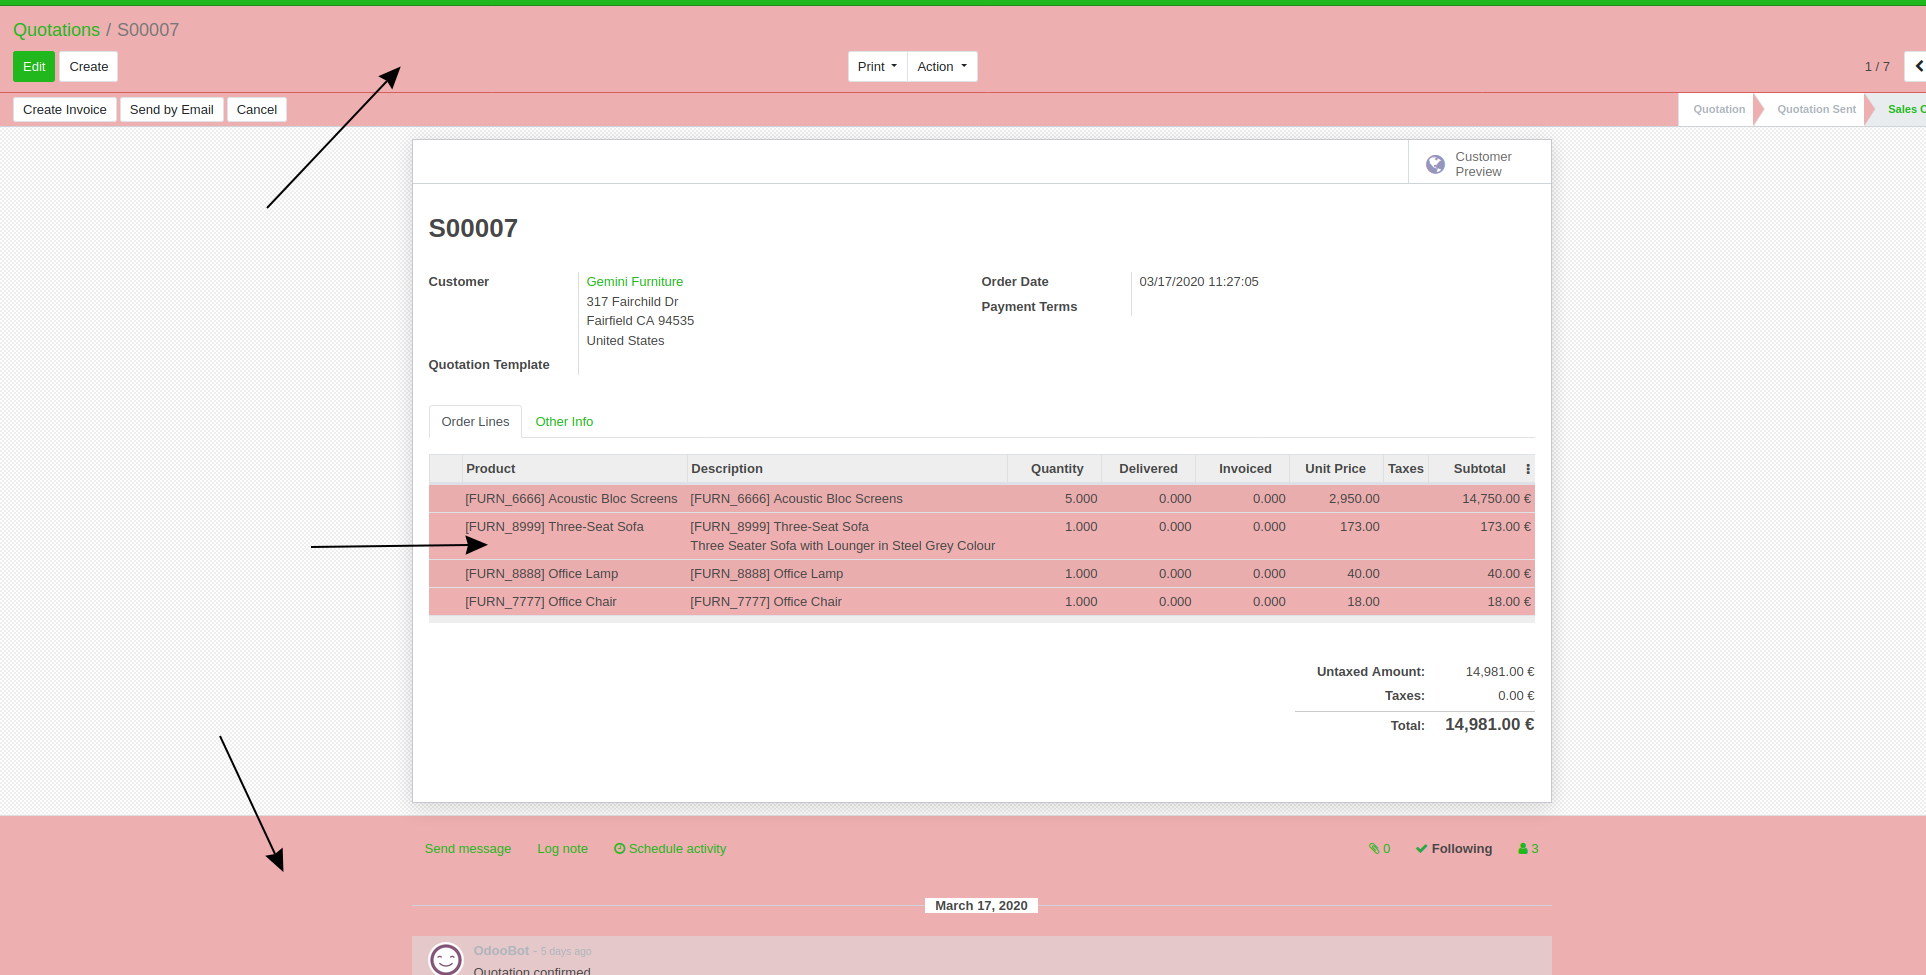 Quotations / S00007
Edit Create Print Action 1 / 7
Create Invoice Send by Email Cancel Quotation Quotation Sent Sales
Customer
Preview
S00007
Customer Gemini Furniture
317 Fairchild Dr
Fairfield CA 94535
United States
Quotation Template
Order Date 03/17/2020 11:27:05
Payment Terms
Order Lines Other Info
Product Description Quantity Delivered Invoiced Unit Price Taxes Subtotal
[FURN_6666] Acoustic Bloc Screens [FURN_6666] Acoustic Bloc Screens 5.000 0.000 0.000 2,950.00 14,750.00 €
[FURN_8999] Three-Seat Sofa [FURN_8999] Three-Seat Sofa 1.000 0.000 0.000 173.00 173.00 €
Three Seater Sofa with Lounger in Steel Grey Colour
[FURN_8888] Office Lamp [FURN_8888] Office Lamp 1.000 0.000 0.000 40.00 40.00 €
[FURN_7777] Office Chair [FURN_7777] Office Chair 1.000 0.000 0.000 18.00 18.00 €
Untaxed Amount: 14,981.00 €
Taxes: 0.00 €
Total: 14,981.00 €
Send message Log note Schedule activity 0 Following 3
March 17, 2020
OdooBot - 5 days ago
Quotation confirmed